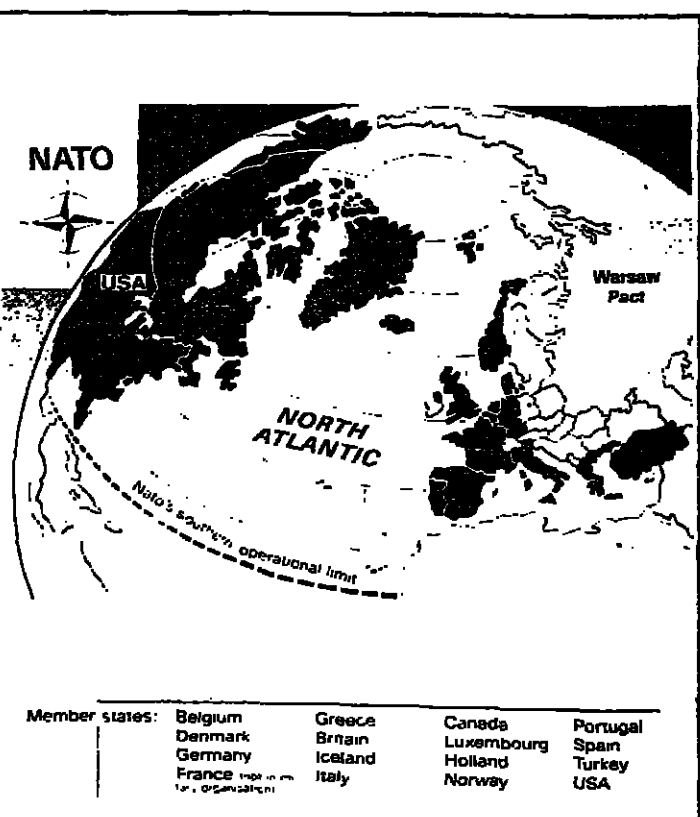 NATO
USA
Warsaw
Pact
NORTH
ATLANTIC
Nato's southern operational limit
Member states:
Belgium
Denmark
Germany
France
organisation)
Greece
Britain
Iceland
Italy
Canada
Luxembourg
Holland
Norway
Portugal
Spain
Turkey
USA